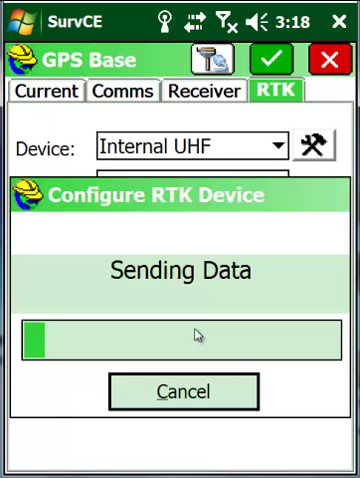 SurvCE 3:18
GPS Base
Current Comms Receiver RTK
Device: Internal UHF
Configure RTK Device
Sending Data
Cancel